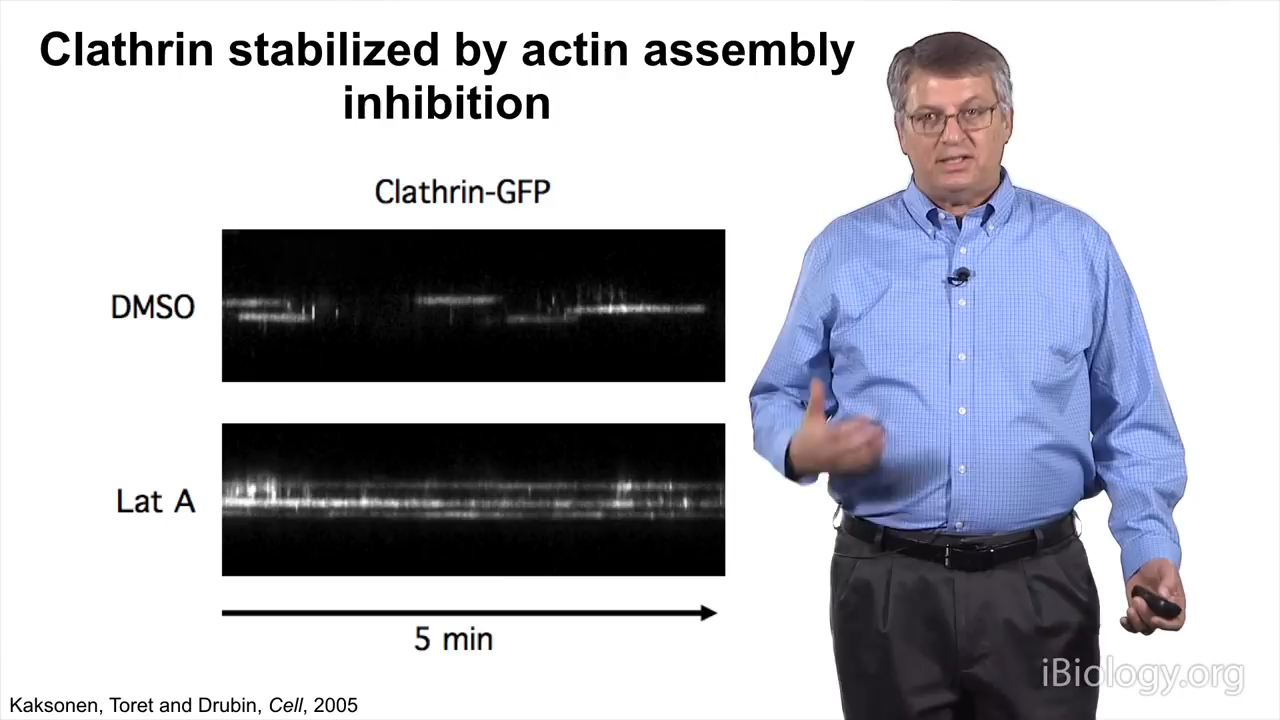 Clathrin stabilized by actin assembly
inhibition
Clathrin-GFP
DMSO
Lat A
5 min
iBiology.org
Kaksonen, Toret and Drubin, Cell, 2005